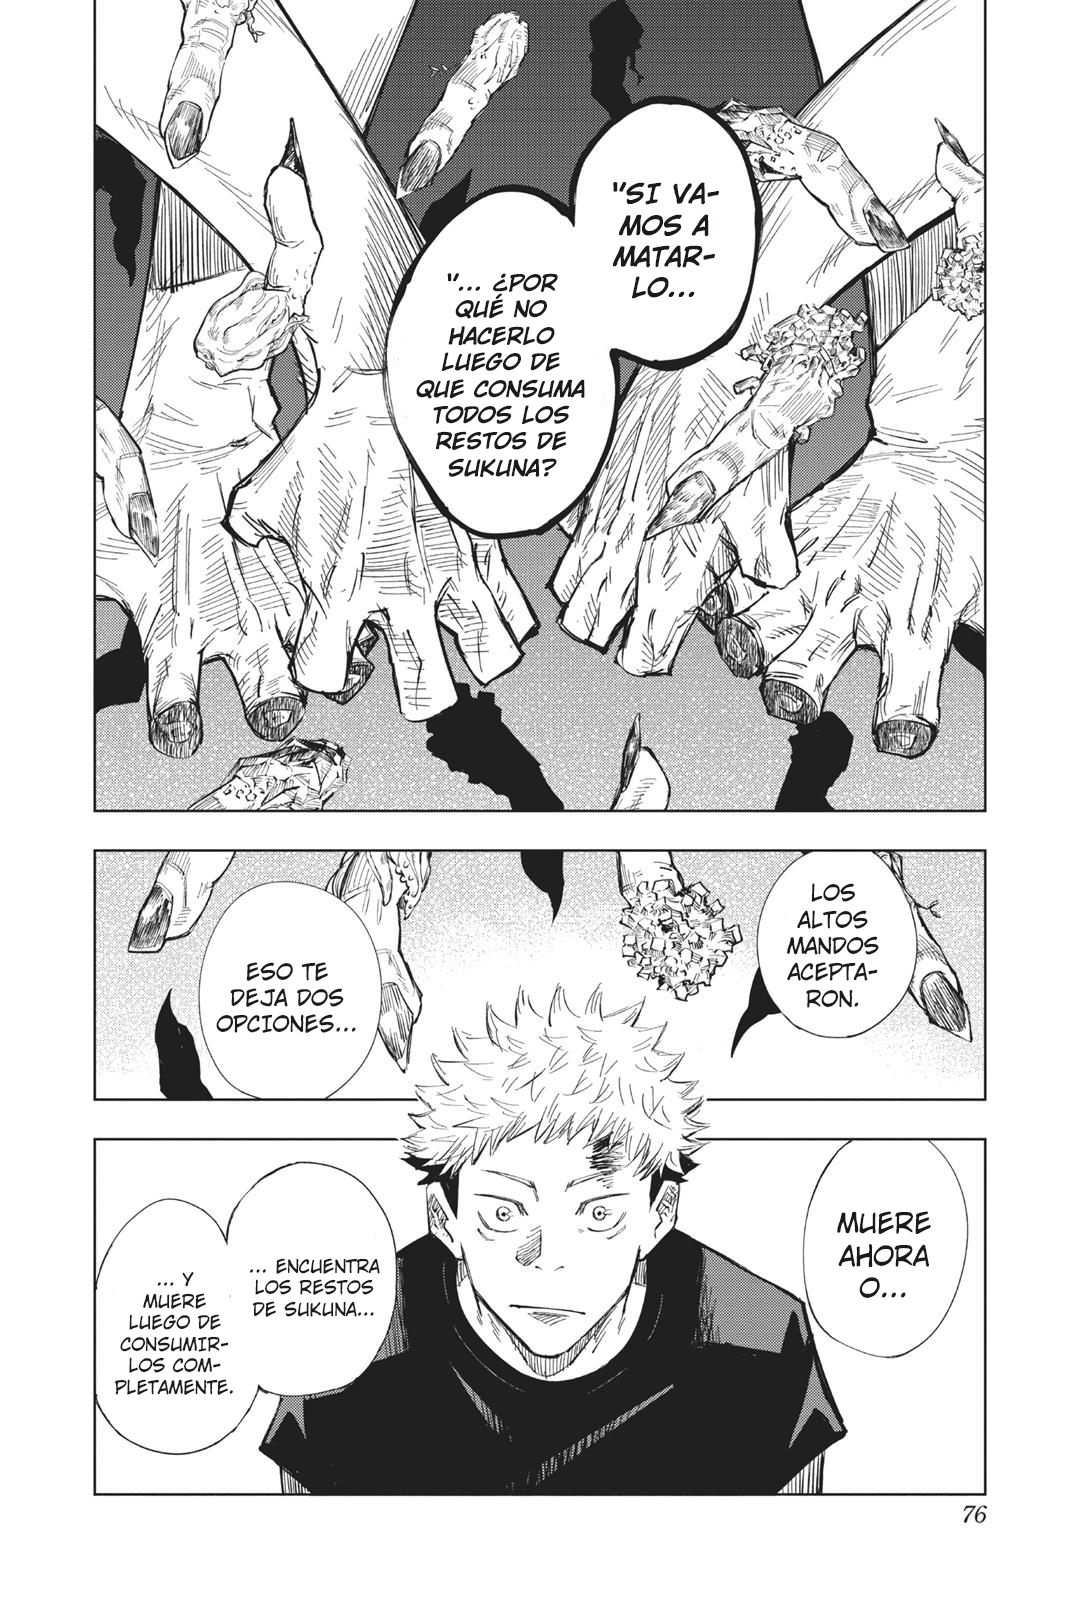 "SI VA-
MOS A
MATAR-
LO...
"... ¿POR
QUÉ NO
HACERLO
LUEGO DE
QUE CONSUMA
TODOS LOS
RESTOS DE
SUKUNA?
LOS
ALTOS
MANDOS
ACEPTA-
RON.
ESO TE
DEJA DOS
OPCIONES...
MUERE
AHORA
O...
... ENCUENTRA
LOS RESTOS
DE SUKUNA...
... Y
MUERE
LUEGO DE
CONSUMIR-
LOS COM-
PLETAMENTE.
76